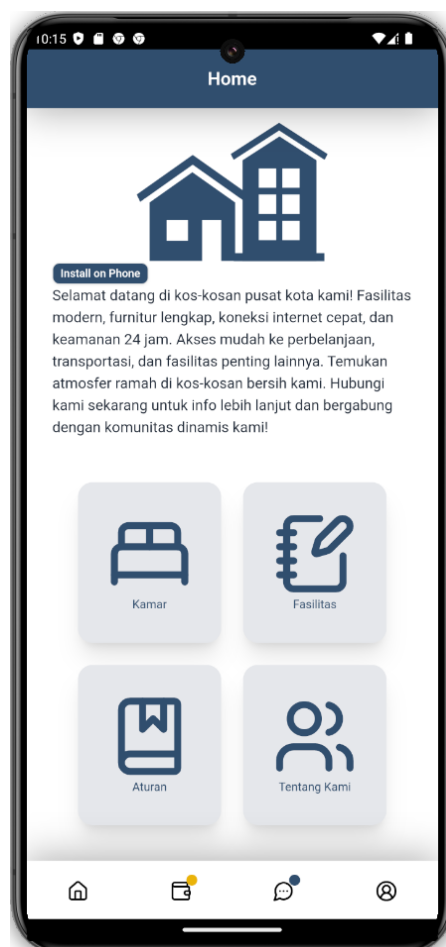 10:15
Home
Install on Phone
Selamat datang di kos-kosan pusat kota kami! Fasilitas
modern, furnitur lengkap, koneksi internet cepat, dan
keamanan 24 jam. Akses mudah ke perbelanjaan,
transportasi, dan fasilitas penting lainnya. Temukan
atmosfer ramah di kos-kosan bersih kami. Hubungi
kami sekarang untuk info lebih lanjut dan bergabung
dengan komunitas dinamis kami!
Kamar
Fasilitas
Aturan
Tentang Kami